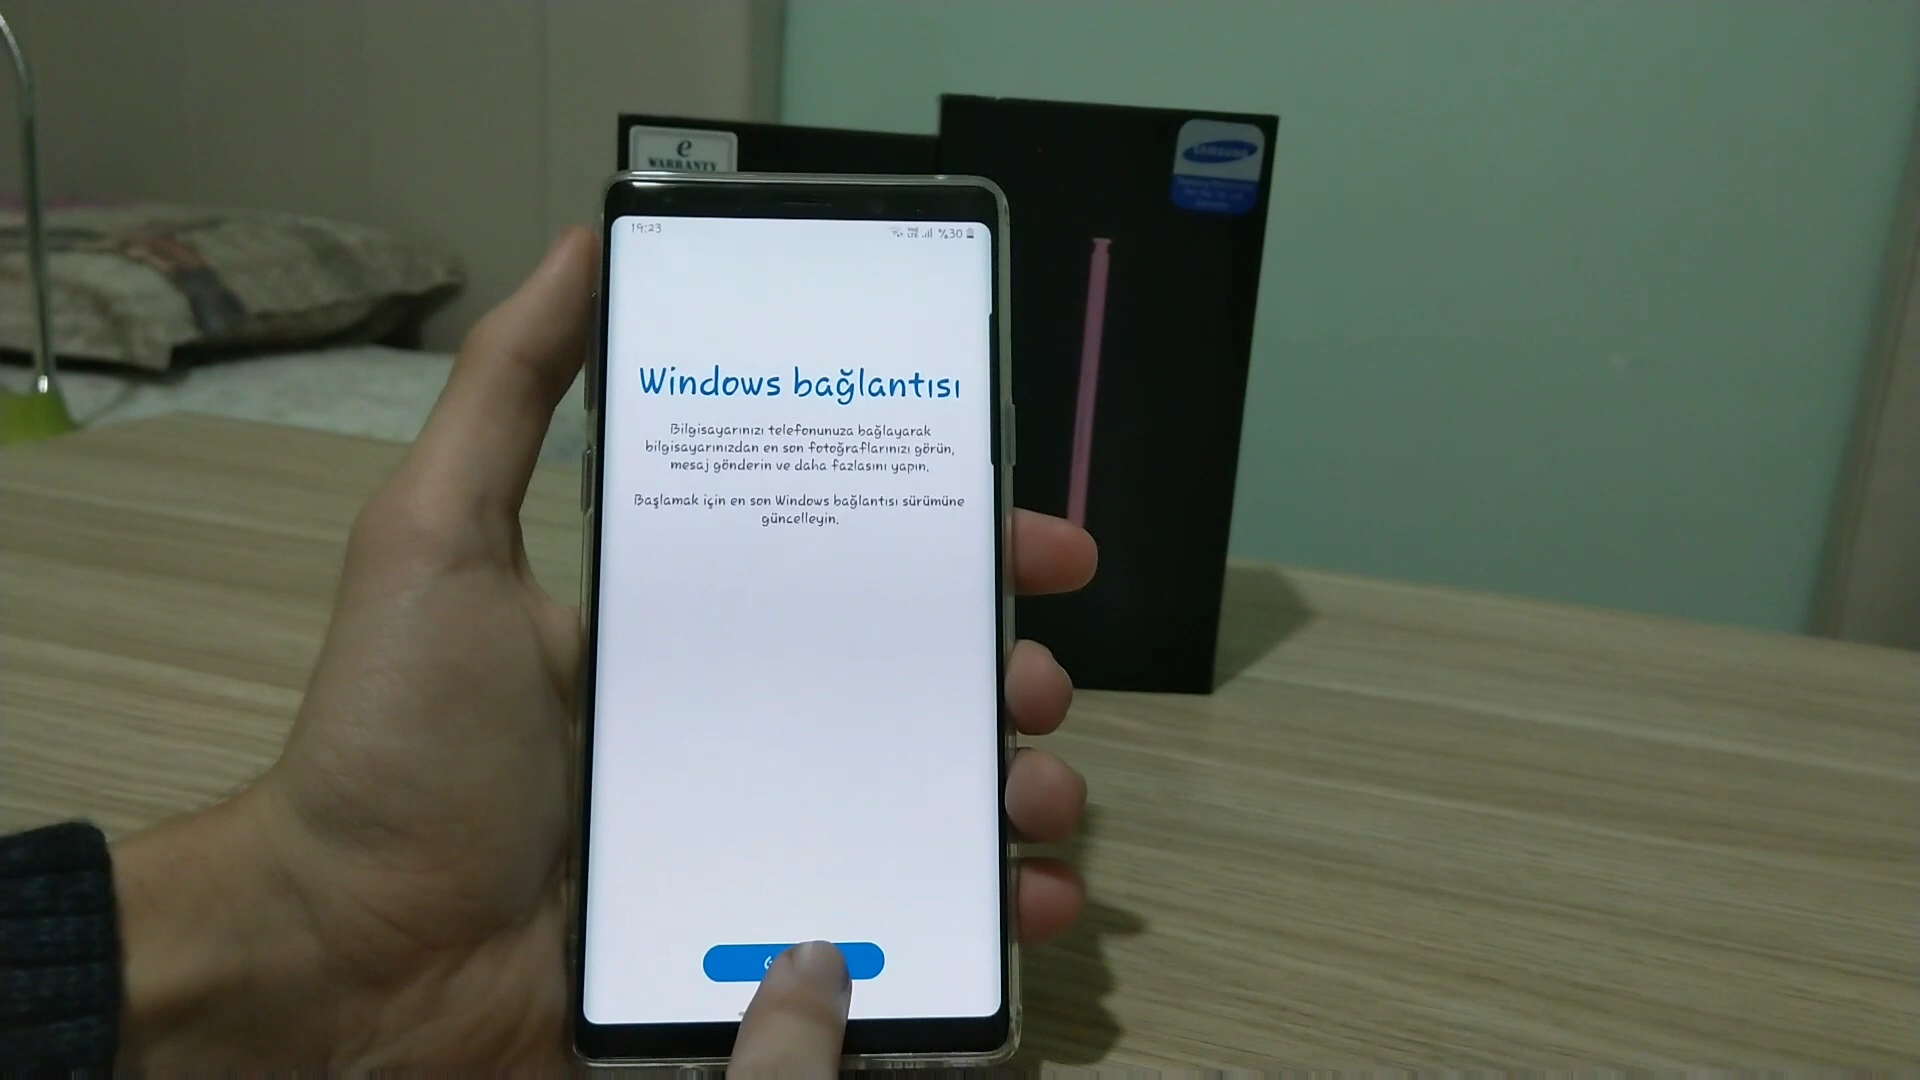 e
WARRANTY
SAMSUNG
19:23
%30
Windows bağlantısı
Bilgisayarınızı telefonunuza bağlayarak
bilgisayarınızdan en son fotoğraflarınızı görün,
mesaj gönderin ve daha fazlasını yapın.
Başlamak için en son Windows bağlantısı sürümüne
güncelleyin.